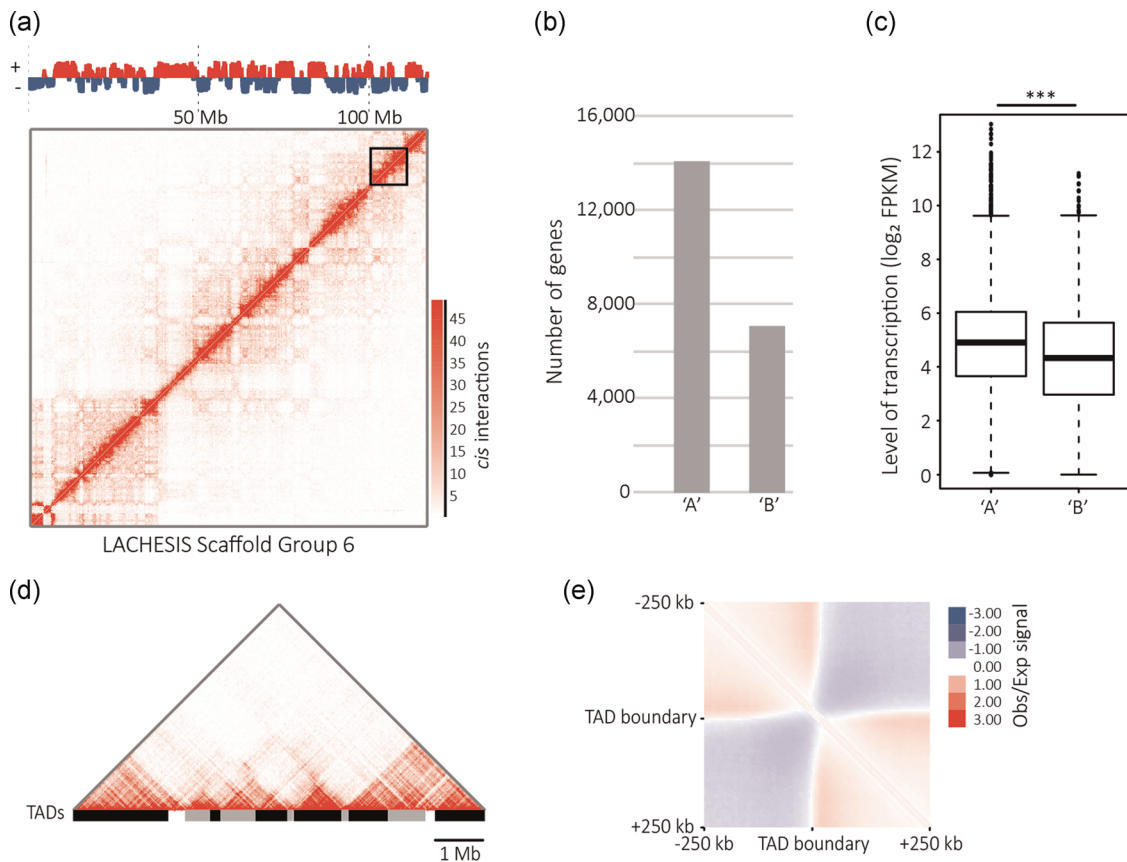 (a)
+
-
50 Mb
100 Mb
45
40
35
30
25
20
15
10
5
cis interactions
LACHESIS Scaffold Group 6
(b)
16,000
12,000
8,000
4,000
0
Number of genes
'A'
'B'
(c)
***
12
10
8
6
4
2
0
Level of transcription (log₂ FPKM)
'A'
'B'
(d)
TADs
1 Mb
(e)
-250 kb
TAD boundary
+250 kb
-250 kb
TAD boundary
+250 kb
-3.00
-2.00
-1.00
0.00
1.00
2.00
3.00
Obs/Exp signal